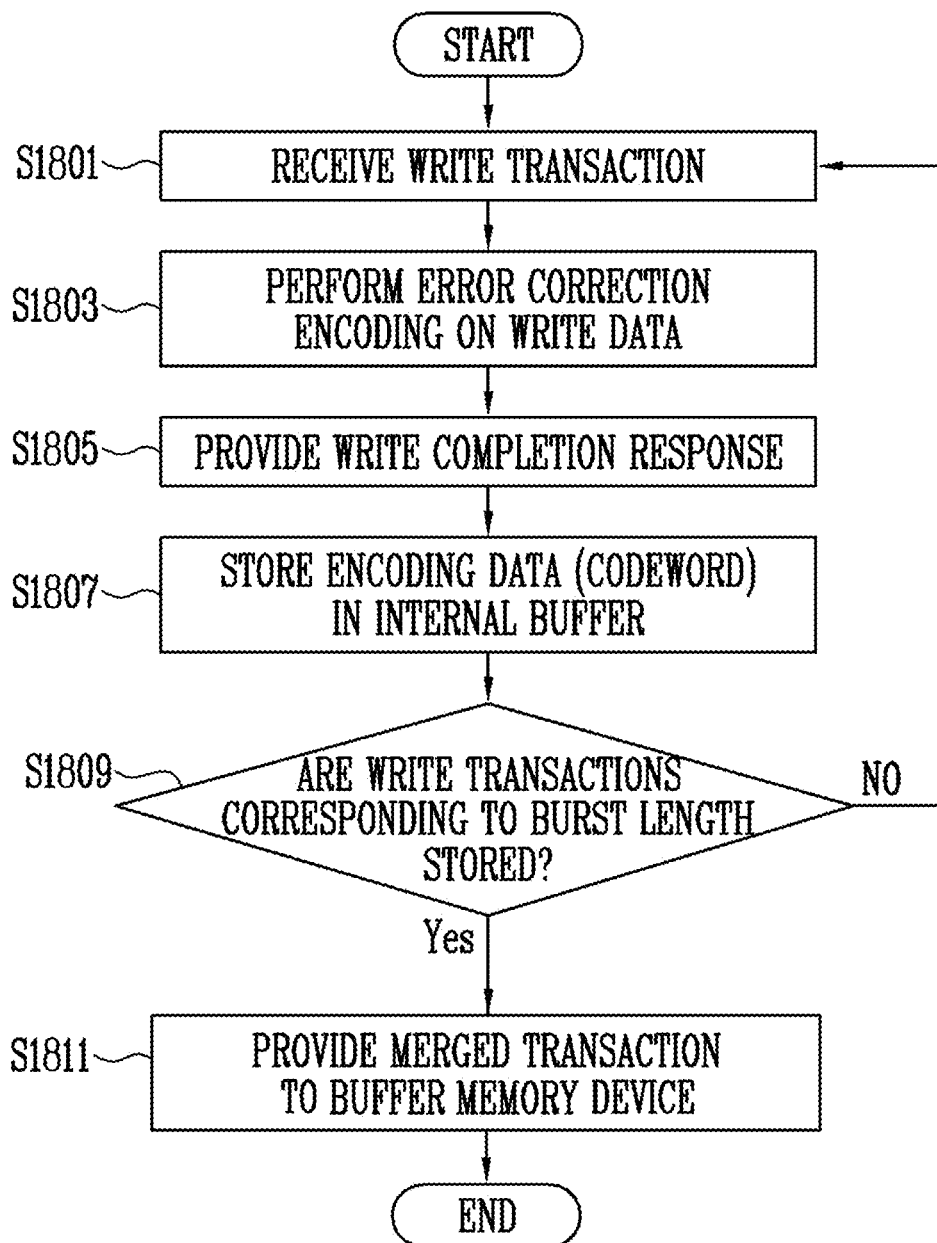 START
S1801
RECEIVE WRITE TRANSACTION
S1803
PERFORM ERROR CORRECTION
ENCODING ON WRITE DATA
S1805
PROVIDE WRITE COMPLETION RESPONSE
S1807
STORE ENCODING DATA (CODEWORD)
IN INTERNAL BUFFER
S1809
ARE WRITE TRANSACTIONS
CORRESPONDING TO BURST LENGTH
STORED?
NO
Yes
S1811
PROVIDE MERGED TRANSACTION
TO BUFFER MEMORY DEVICE
END